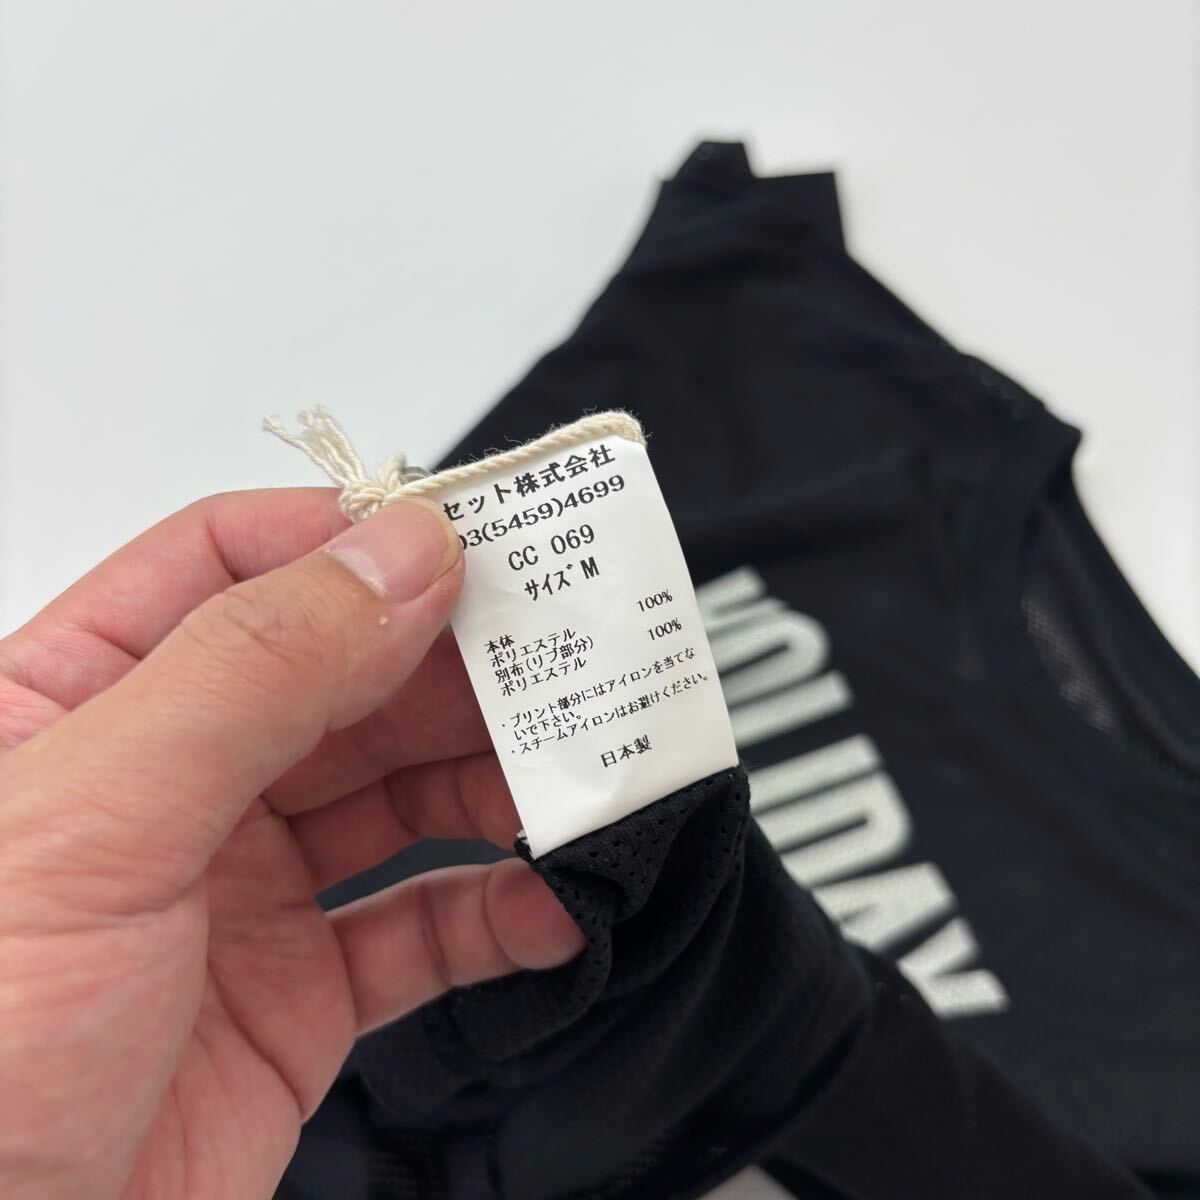 セット株式会社
03(5459)4699
CC 069
サイズ M
本体
ポリエステル 100%
別布(リブ部分)
ポリエステル 100%
・プリント部分にはアイロンを当てな
いで下さい。
・スチームアイロンはお避けください。
日本製
HOLIDAY